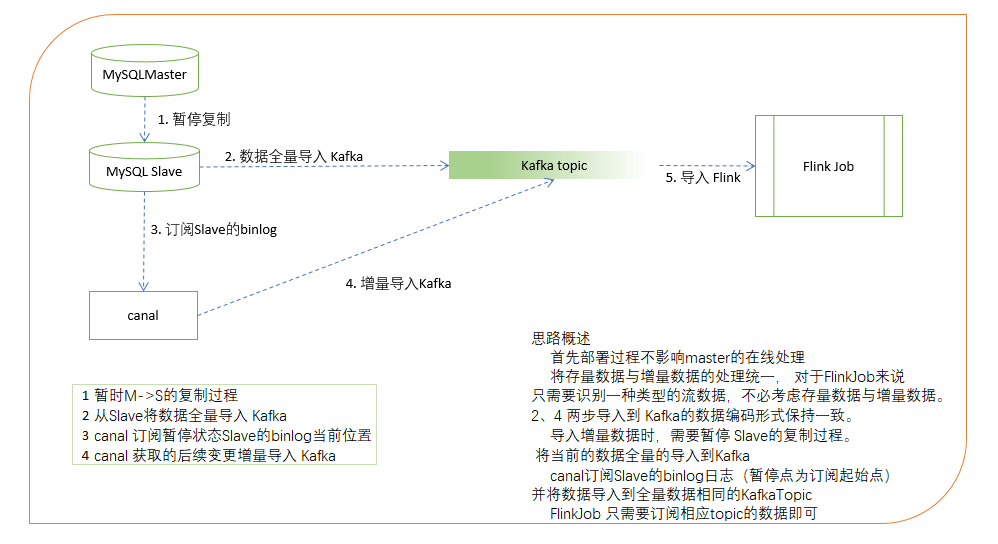 MySQLMaster
1. 暂停复制
MySQL Slave
2. 数据全量导入 Kafka
Kafka topic
5. 导入 Flink
Flink Job
3. 订阅Slave的binlog
4. 增量导入Kafka
canal
1 暂时M->S的复制过程
2 从Slave将数据全量导入 Kafka
3 canal 订阅暂停状态Slave的binlog当前位置
4 canal 获取的后续变更增量导入 Kafka
思路概述
首先部署过程不影响master的在线处理
将存量数据与增量数据的处理统一， 对于FlinkJob来说
只需要识别一种类型的流数据，不必考虑存量数据与增量数据。
2、4 两步导入到 Kafka的数据编码形式保持一致。
导入增量数据时，需要暂停 Slave的复制过程。
将当前的数据全量的导入到Kafka
canal订阅Slave的binlog日志（暂停点为订阅起始点）
并将数据导入到全量数据相同的KafkaTopic
FlinkJob 只需要订阅相应topic的数据即可